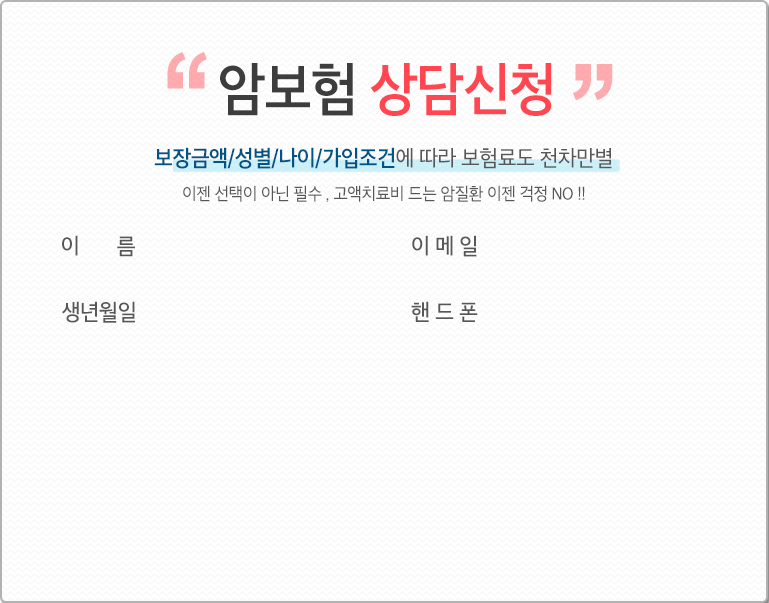 “ 암보험 상담신청 ”
보장금액/성별/나이/가입조건에 따라 보험료도 천차만별
이젠 선택이 아닌 필수 , 고액치료비 드는 암질환 이젠 걱정 NO !!
이 름 이 메 일
생년월일 핸 드 폰